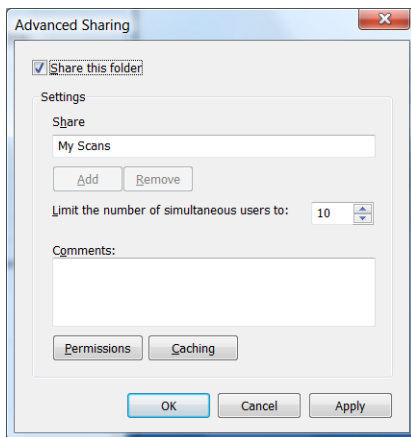 Advanced Sharing
Share this folder
Settings
Share
My Scans
Add Remove
Limit the number of simultaneous users to: 10
Comments:
Permissions Caching
OK Cancel Apply